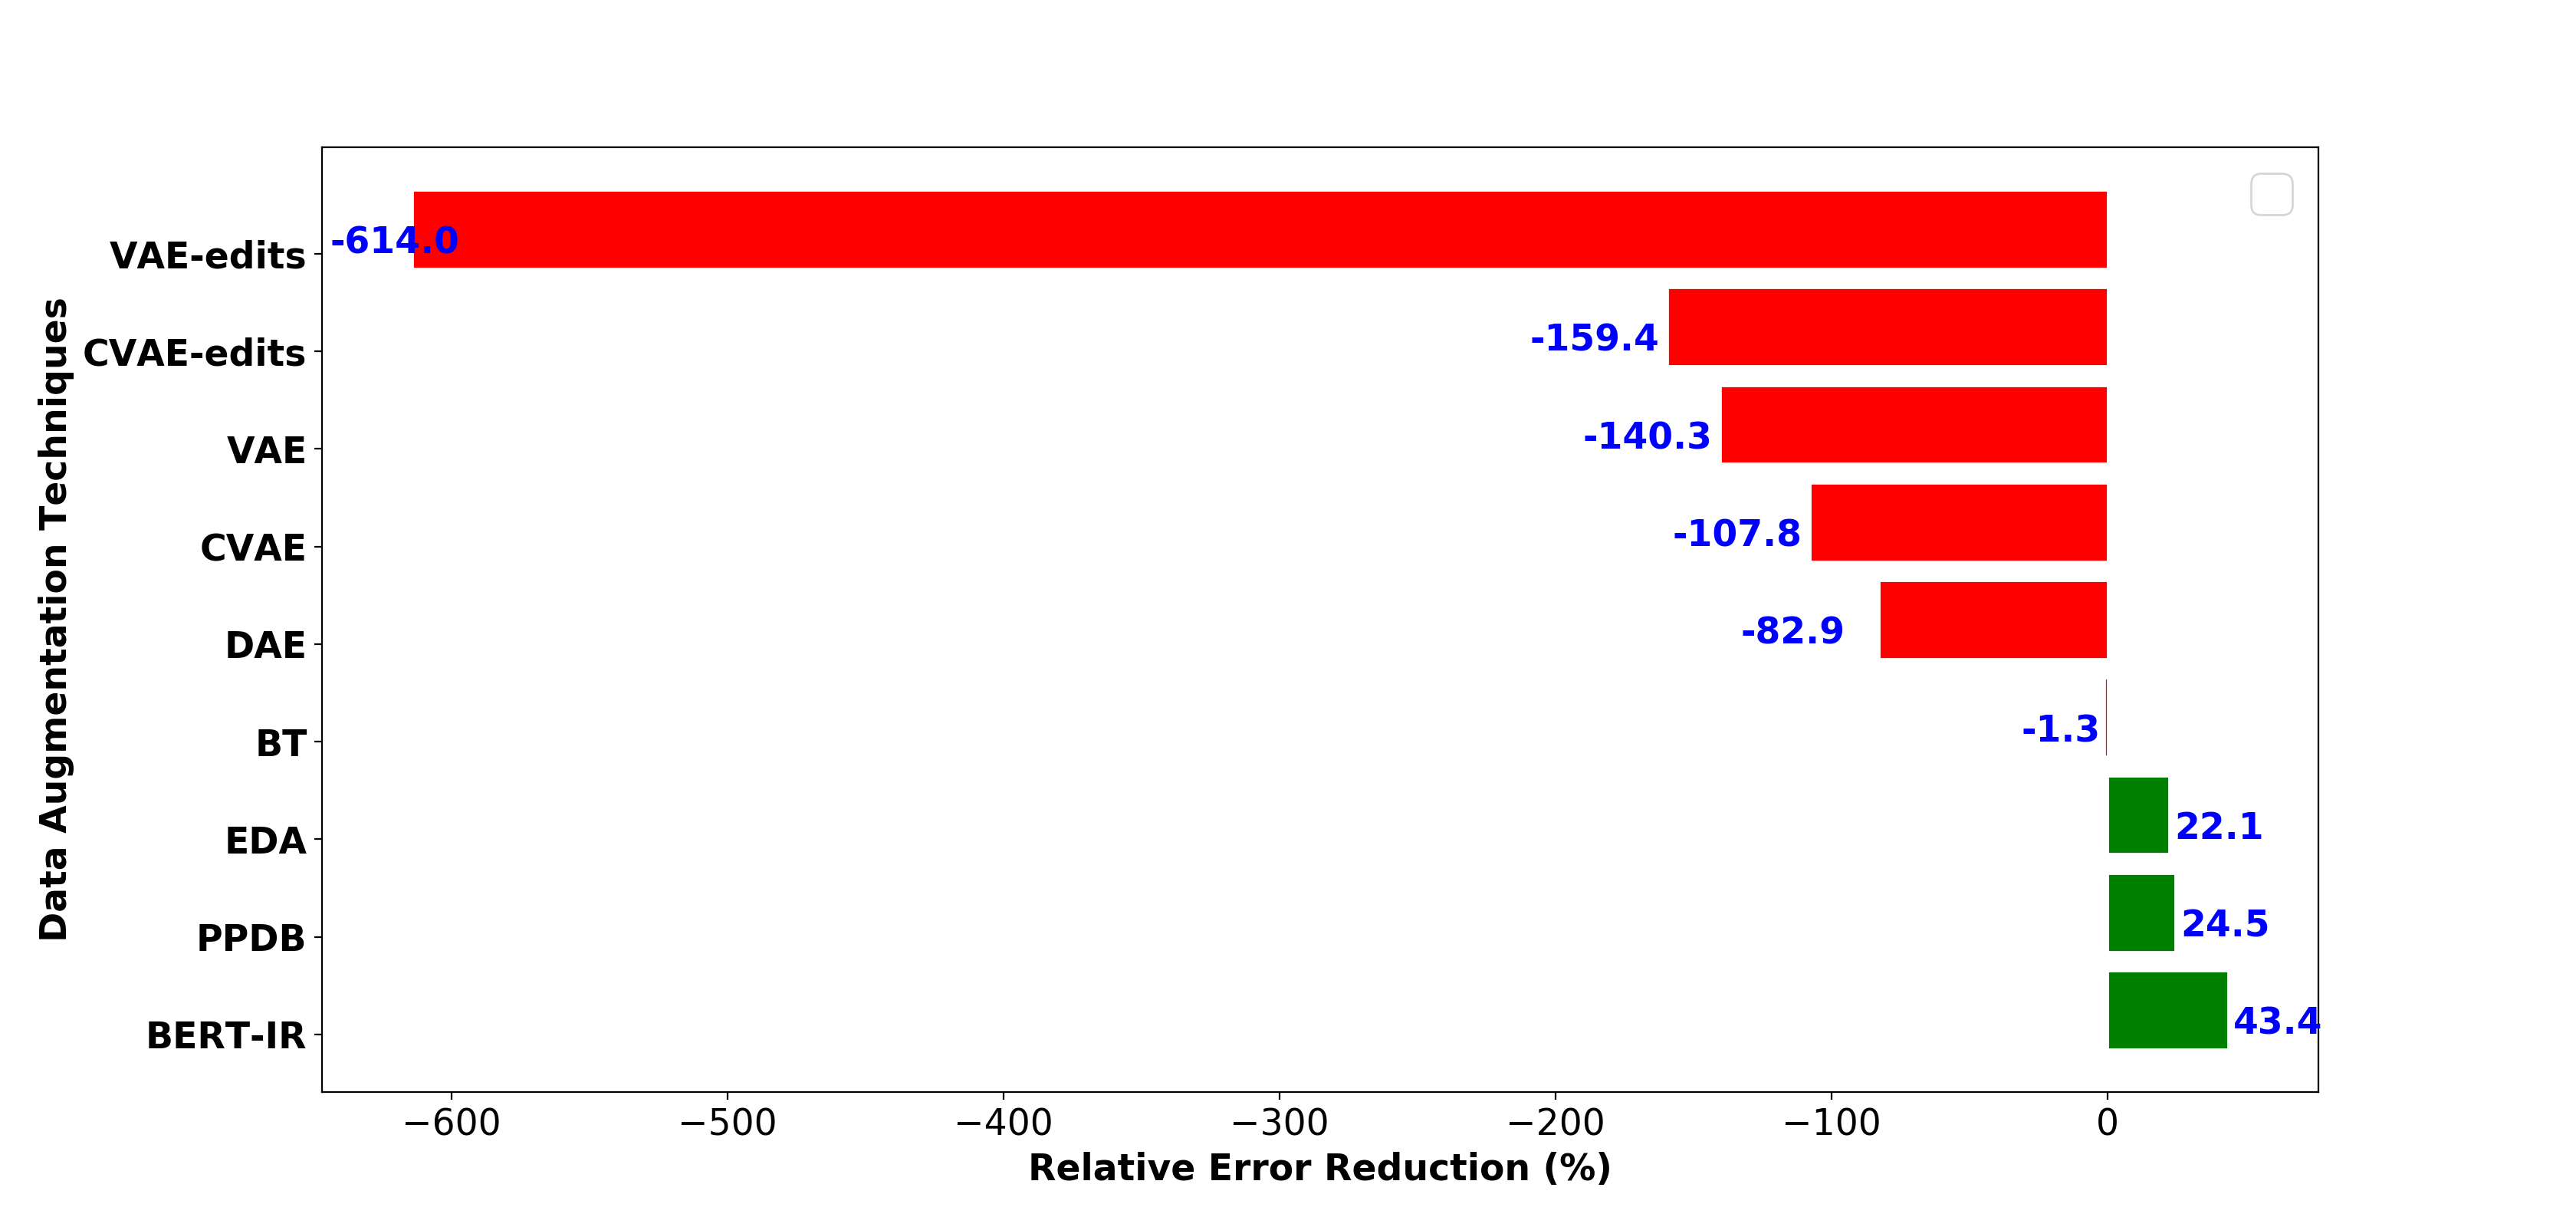 Data Augmentation Techniques
VAE-edits -614.0
CVAE-edits -159.4
VAE -140.3
CVAE -107.8
DAE -82.9
BT -1.3
EDA 22.1
PPDB 24.5
BERT-IR 43.4
−600 −500 −400 −300 −200 −100 0
Relative Error Reduction (%)